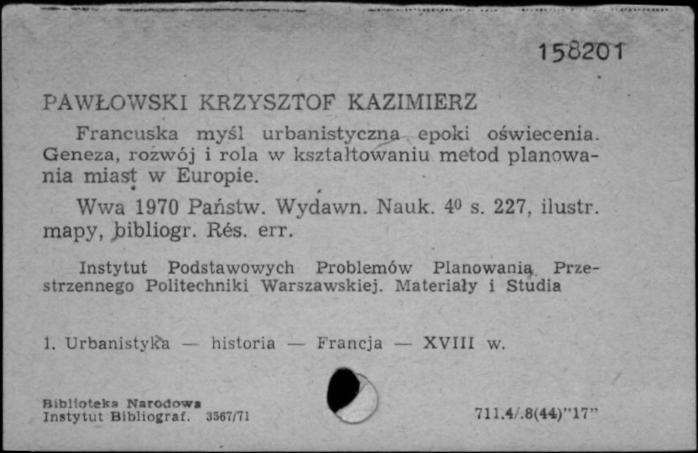 158201
PAWŁOWSKI KRZYSZTOF KAZIMIERZ
Francuska myśl urbanistyczna epoki oświecenia.
Geneza, rozwój i rola w kształtowaniu metod planowa-
nia miast w Europie.
Wwa 1970 Państw. Wydawn. Nauk. 4⁰ s. 227, ilustr.
mapy, bibliogr. Rés. err.
Instytut Podstawowych Problemów Planowania Prze-
strzennego Politechniki Warszawskiej. Materiały i Studia
1. Urbanistyka — historia — Francja — XVIII w.
Biblioteka Narodowa
Instytut Bibliograf. 3567/71
711.4/.8(44)"17"